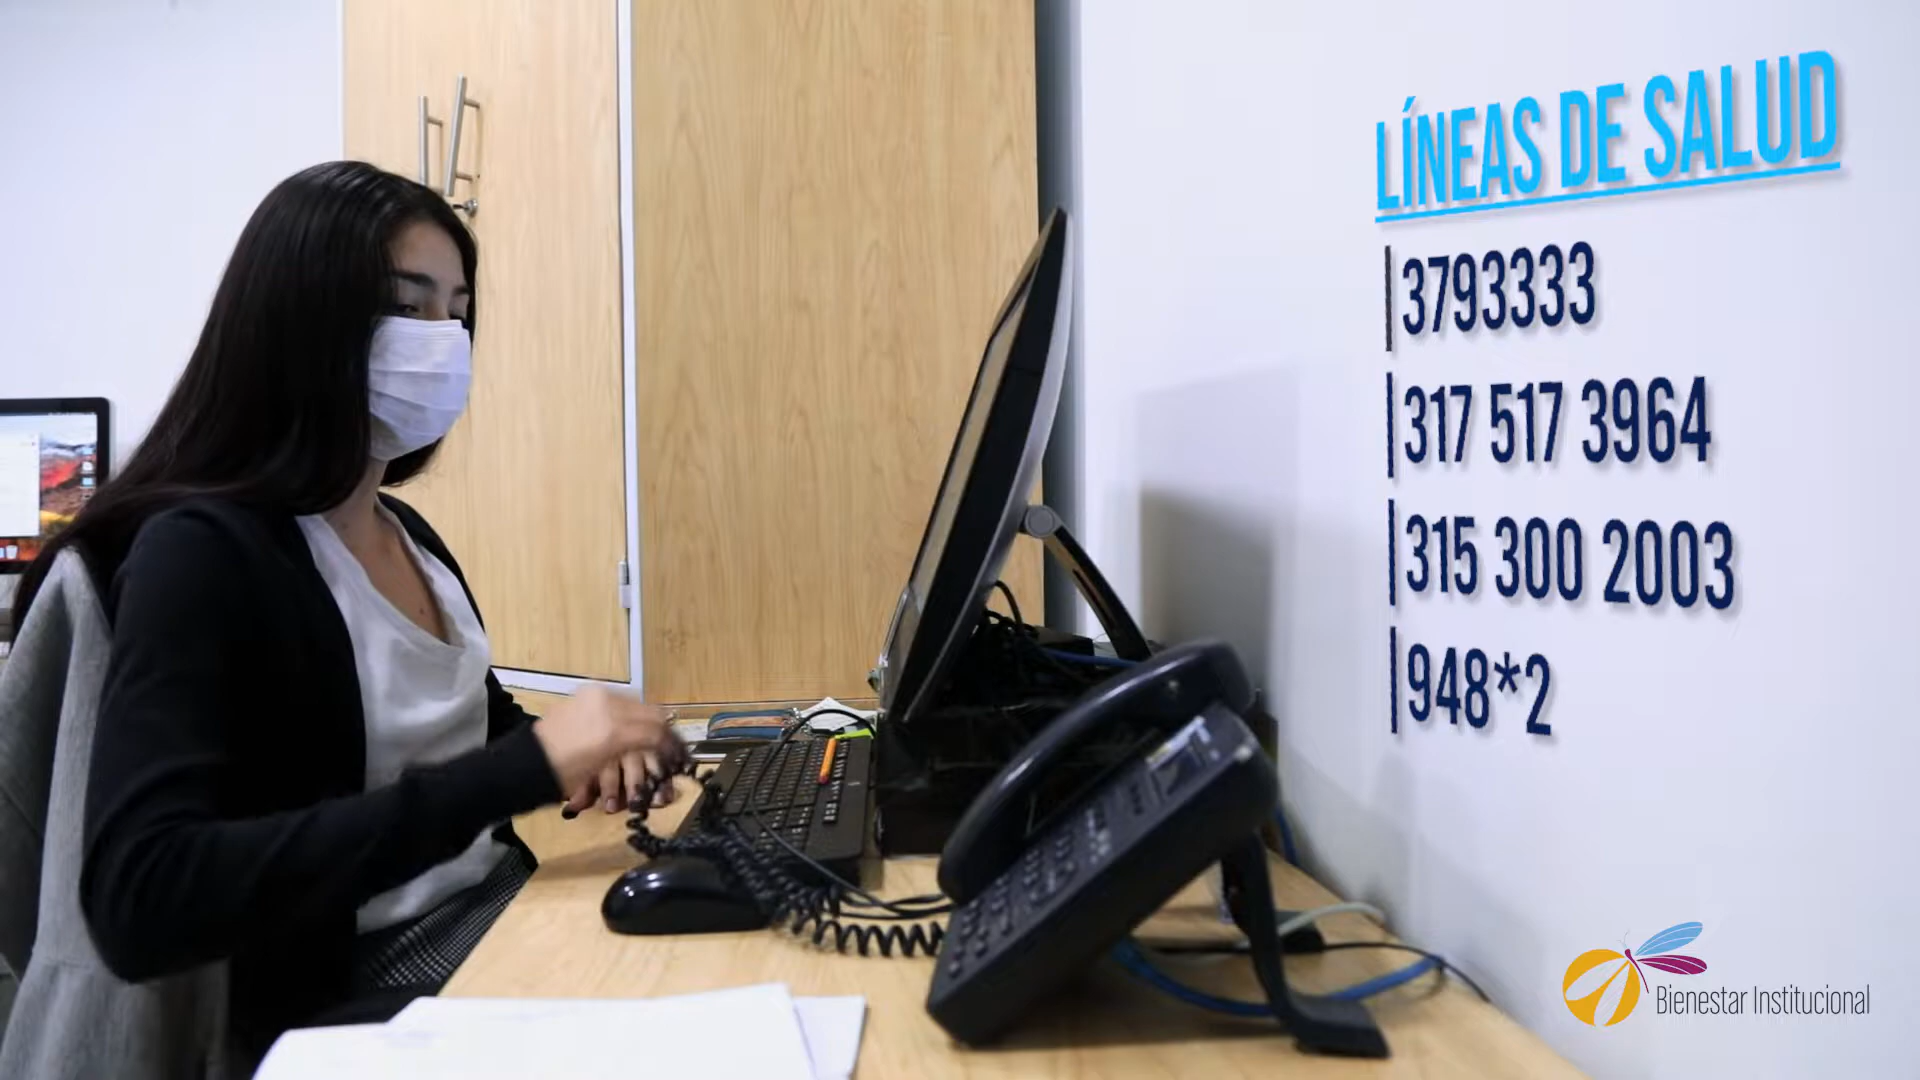 LÍNEAS DE SALUD
3793333
317 517 3964
315 300 2003
948*2
Bienestar Institucional